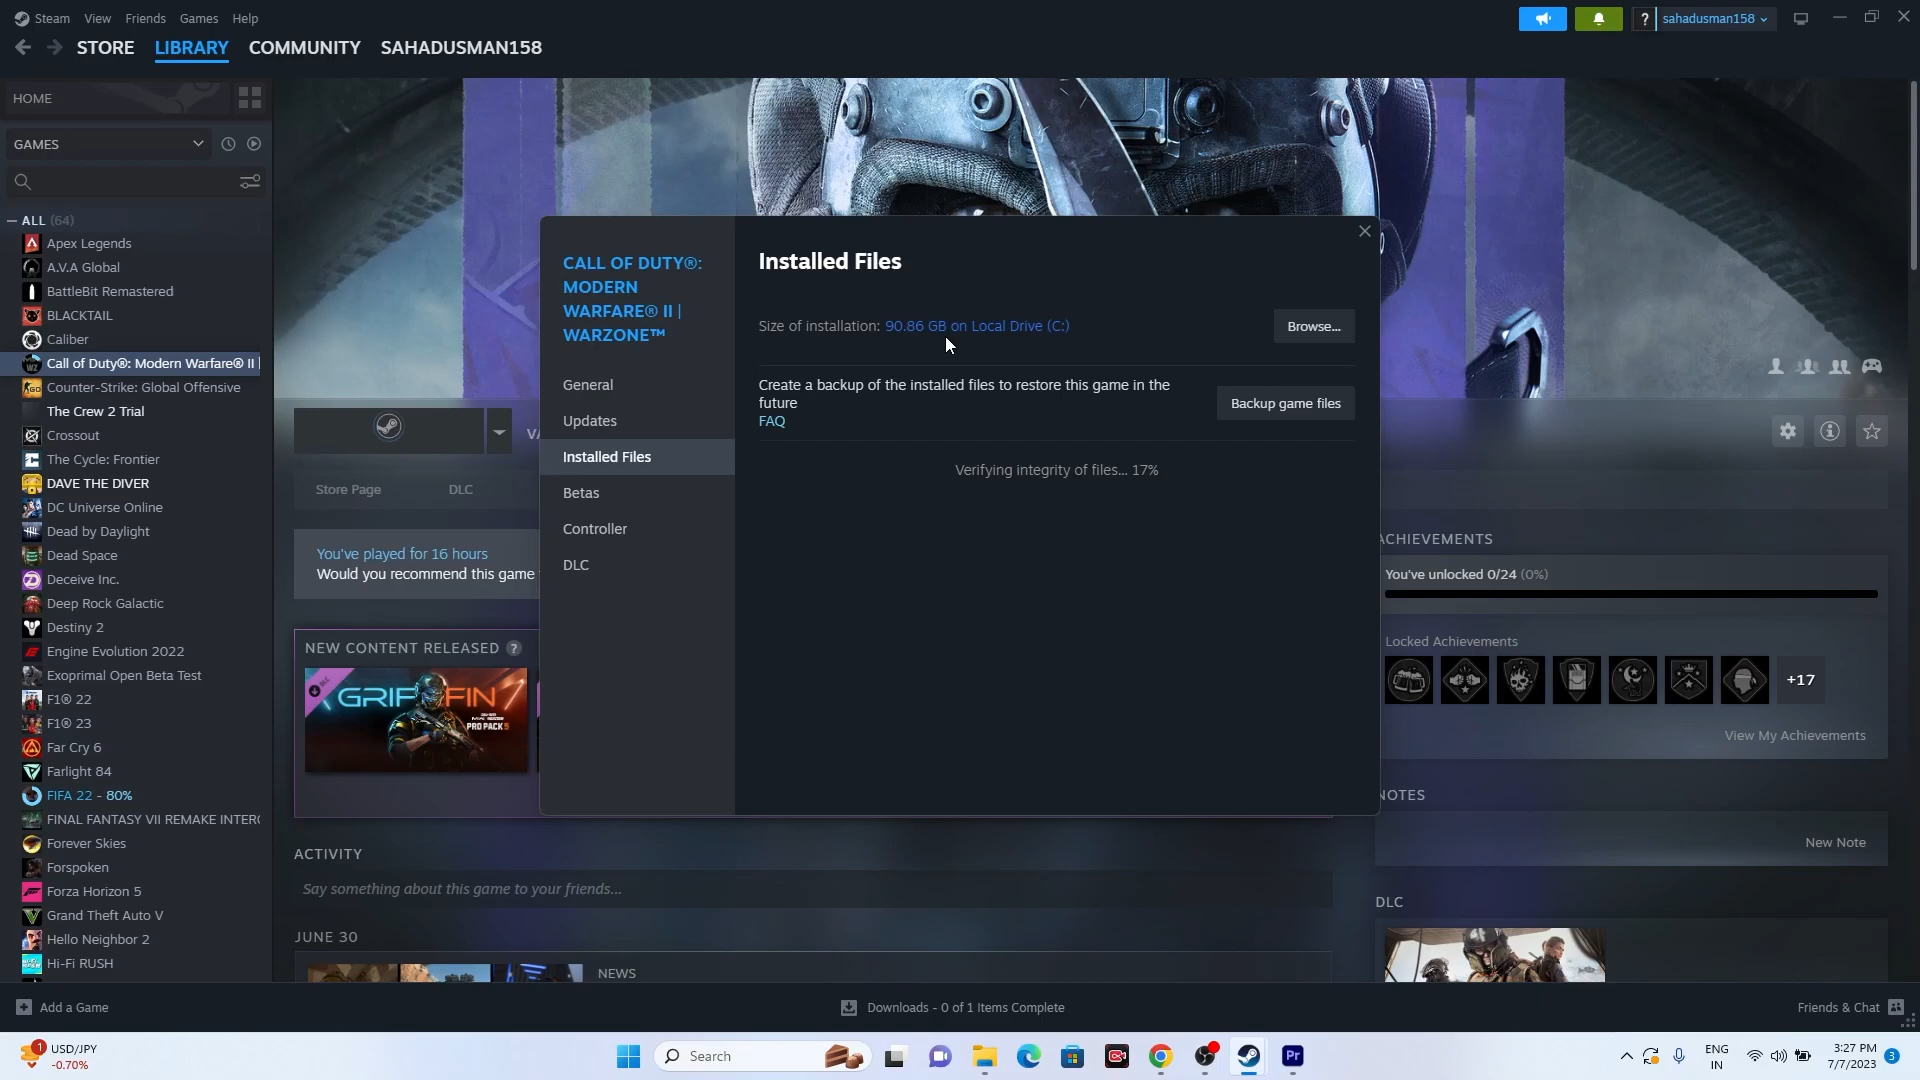 Steam View Friends Games Help
? sahadusman158
STORE LIBRARY COMMUNITY SAHADUSMAN158
HOME
GAMES
ALL (64)
Apex Legends
A.V.A Global
BattleBit Remastered
BLACKTAIL
Caliber
Call of Duty®: Modern Warfare® II |
Counter-Strike: Global Offensive
The Crew 2 Trial
Crossout
The Cycle: Frontier
DAVE THE DIVER
DC Universe Online
Dead by Daylight
Dead Space
Deceive Inc.
Deep Rock Galactic
Destiny 2
Engine Evolution 2022
Exoprimal Open Beta Test
F1® 22
F1® 23
Far Cry 6
Farlight 84
FIFA 22 - 80%
FINAL FANTASY VII REMAKE INTERG
Forever Skies
Forspoken
Forza Horizon 5
Grand Theft Auto V
Hello Neighbor 2
Hi-Fi RUSH
Store Page DLC
You've played for 16 hours
Would you recommend this game
NEW CONTENT RELEASED ?
GRIFFIN
PRO PACK 5
ACTIVITY
Say something about this game to your friends...
JUNE 30
NEWS
CALL OF DUTY®:
MODERN
WARFARE® II |
WARZONE™
General
Updates
Installed Files
Betas
Controller
DLC
Installed Files
Size of installation: 90.86 GB on Local Drive (C:)
Browse...
Create a backup of the installed files to restore this game in the
future
FAQ
Backup game files
Verifying integrity of files... 17%
ACHIEVEMENTS
You've unlocked 0/24 (0%)
Locked Achievements
+17
View My Achievements
NOTES
New Note
DLC
Add a Game
Downloads - 0 of 1 Items Complete
Friends & Chat
1
USD/JPY
-0.70%
Search
Pr
ENG
IN
3:27 PM
7/7/2023
3